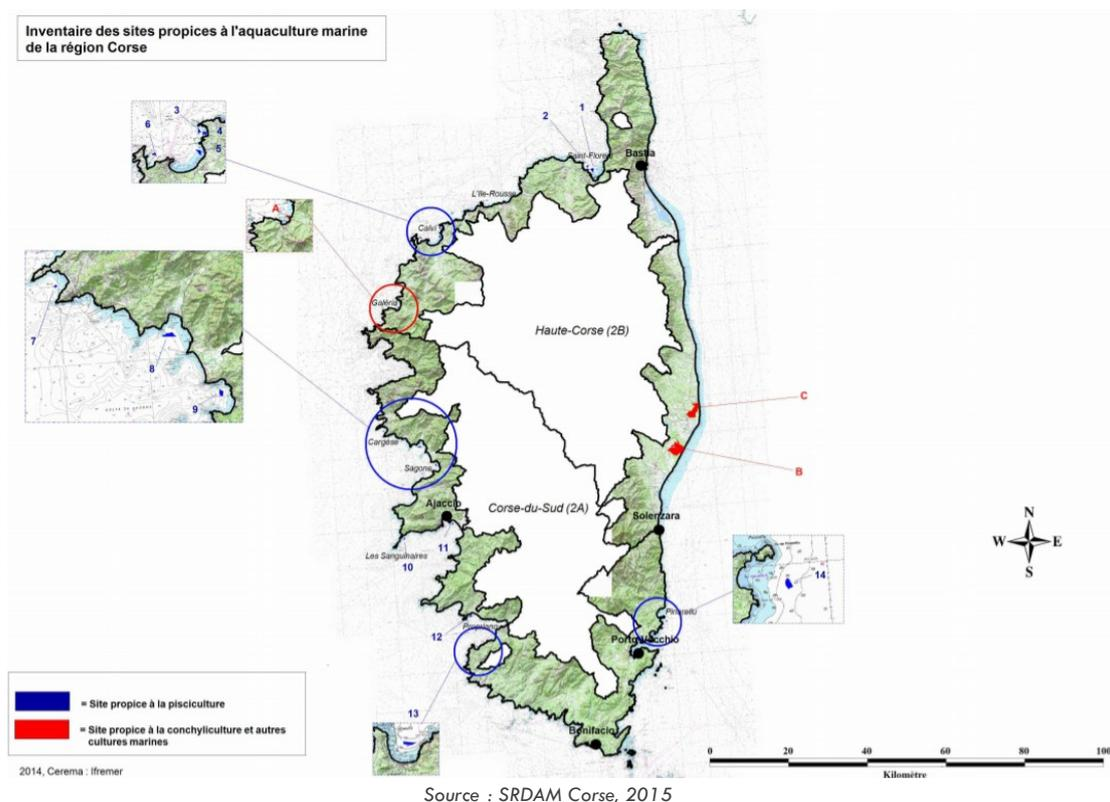 Inventaire des sites propices à l'aquaculture marine
de la région Corse
3
6
4
5
2
1
Saint-Florent
Bastia
L'Ile-Rousse
A
Calvi
Galéria
Haute-Corse (2B)
7
8
9
C
Cargèse
B
Sagone
Ajaccio
Corse-du-Sud (2A)
Solenzara
11
Les Sanguinaires
10
N
W E
S
14
Pinarellu
12
Propriano
Porto-Vecchio
13
Bonifacio
= Site propice à la pisciculture
= Site propice à la conchyliculture et autres
cultures marines
0 20 40 60 80 100
Kilomètre
2014, Cerema : Ifremer
Source : SRDAM Corse, 2015